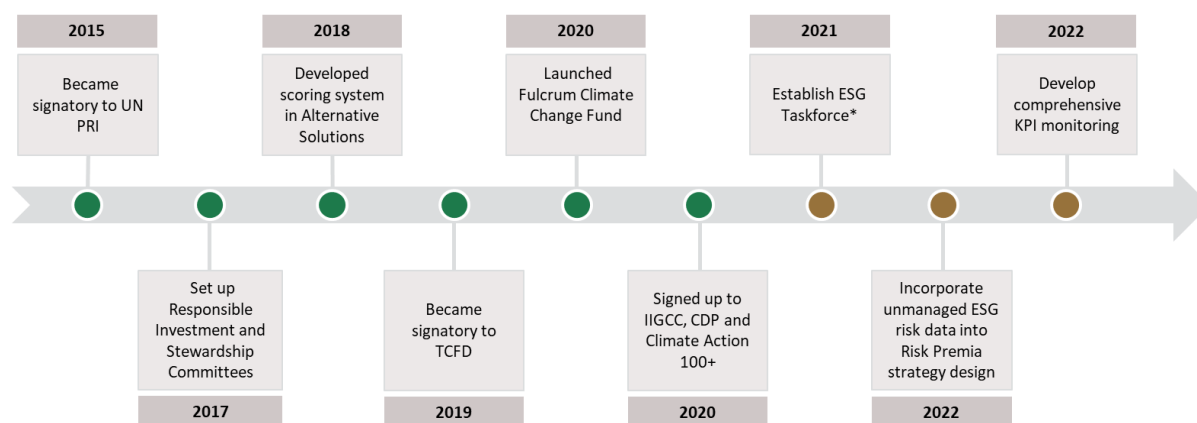 2015
Became
signatory to UN
PRI
2018
Developed
scoring system
in Alternative
Solutions
2020
Launched
Fulcrum Climate
Change Fund
2021
Establish ESG
Taskforce*
2022
Develop
comprehensive
KPI monitoring
Set up
Responsible
Investment and
Stewardship
Committees
2017
Became
signatory to
TCFD
2019
Signed up to
IIGCC, CDP and
Climate Action
100+
2020
Incorporate
unmanaged ESG
risk data into
Risk Premia
strategy design
2022